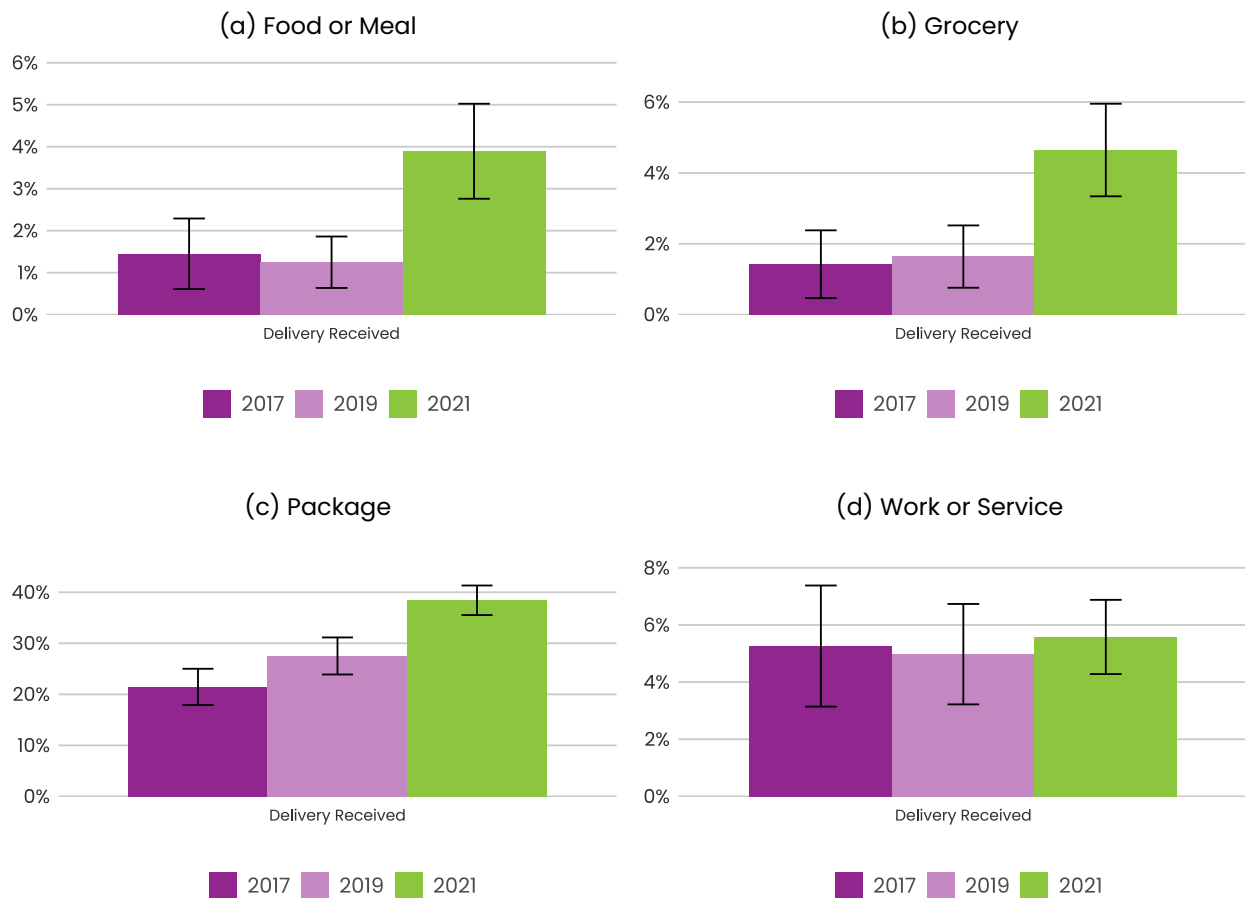 (a) Food or Meal
6%
5%
4%
3%
2%
1%
0%
Delivery Received
2017 2019 2021
(b) Grocery
6%
4%
2%
0%
Delivery Received
2017 2019 2021
(c) Package
40%
30%
20%
10%
0%
Delivery Received
2017 2019 2021
(d) Work or Service
8%
6%
4%
2%
0%
Delivery Received
2017 2019 2021